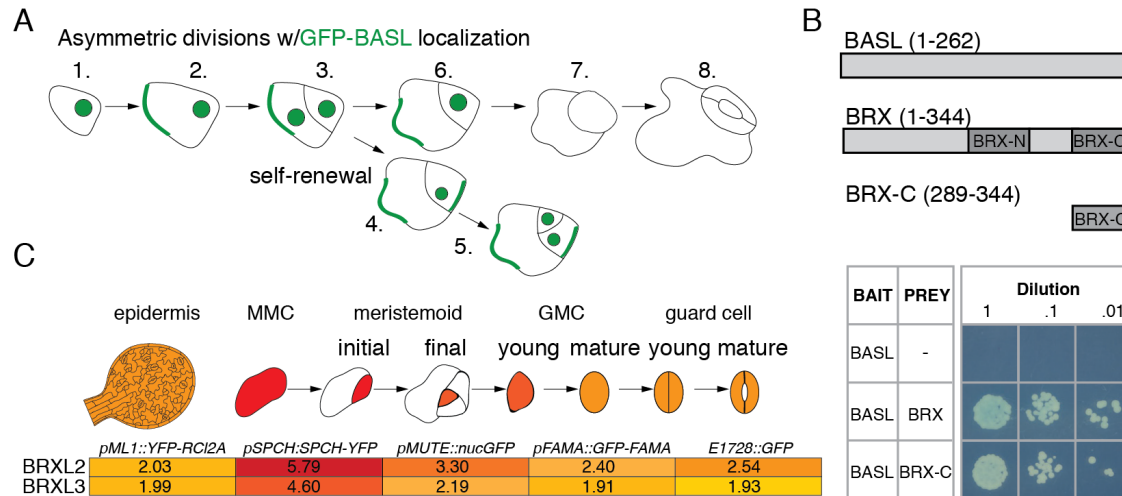 A
Asymmetric divisions w/GFP-BASL localization
1.
2.
3.
6.
7.
8.
self-renewal
4.
5.
B
BASL (1-262)
BRX (1-344)
BRX-N
BRX-C
BRX-C (289-344)
BRX-C
BAIT PREY Dilution
1 .1 .01
BASL -
BASL BRX
BASL BRX-C
C
epidermis MMC meristemoid GMC guard cell
initial final young mature young mature
pML1::YFP-RCI2A pSPCH:SPCH-YFP pMUTE::nucGFP pFAMA::GFP-FAMA E1728::GFP
BRXL2 2.03 5.79 3.30 2.40 2.54
BRXL3 1.99 4.60 2.19 1.91 1.93